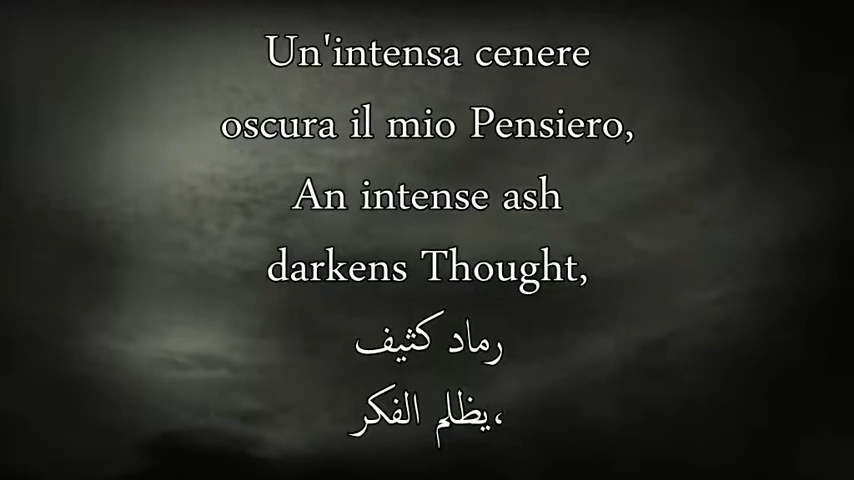 Un'intensa cenere
oscura il mio Pensiero,
An intense ash
darkens Thought,
رماد كثيف
،يظلم الفكر